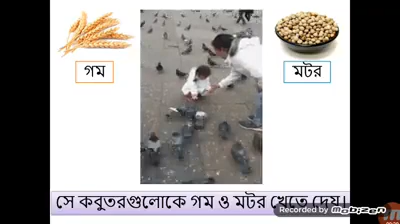 গম
মটর
সে কবুতরগুলোকে গম ও মটর খেতে দেয়।
Recorded by Mobizen